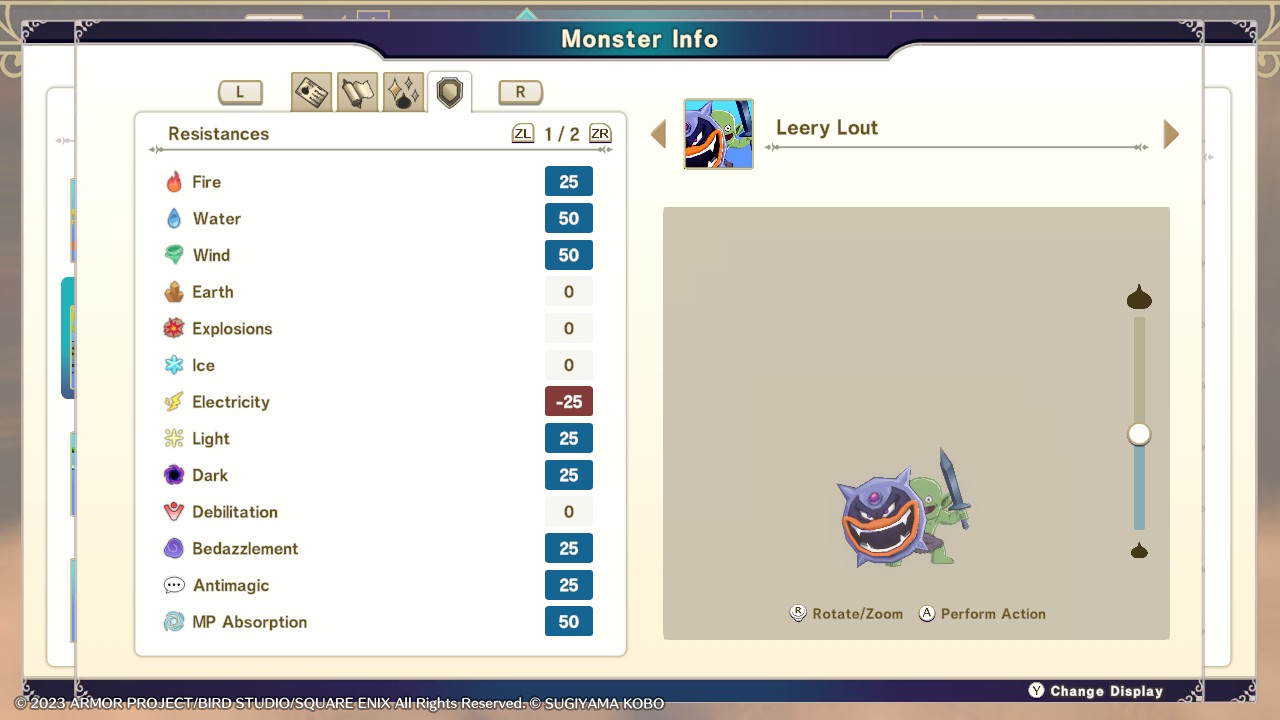 Monster Info
L
R
Resistances ZL 1 / 2 ZR
Fire 25
Water 50
Wind 50
Earth 0
Explosions 0
Ice 0
Electricity -25
Light 25
Dark 25
Debilitation 0
Bedazzlement 25
Antimagic 25
MP Absorption 50
Leery Lout
R Rotate/Zoom A Perform Action
Y Change Display
© 2023 ARMOR PROJECT/BIRD STUDIO/SQUARE ENIX All Rights Reserved. © SUGIYAMA KOBO